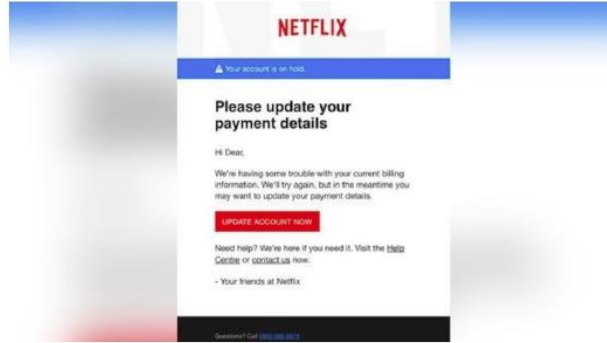 NETFLIX
Your account is on hold.
Please update your
payment details
Hi Dear,
We're having some trouble with your current billing
information. We'll try again, but in the meantime you
may want to update your payment details.
UPDATE ACCOUNT NOW
Need help? We're here if you need it. Visit the Help
Centre or contact us now.
- Your friends at Netflix
Questions? Call